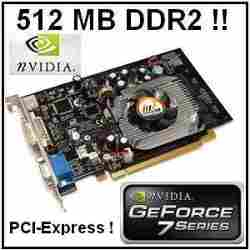 512 MB DDR2 !!
nVIDIA.
PCI-Express !
nVIDIA.
GEFORCE
7 SERIES